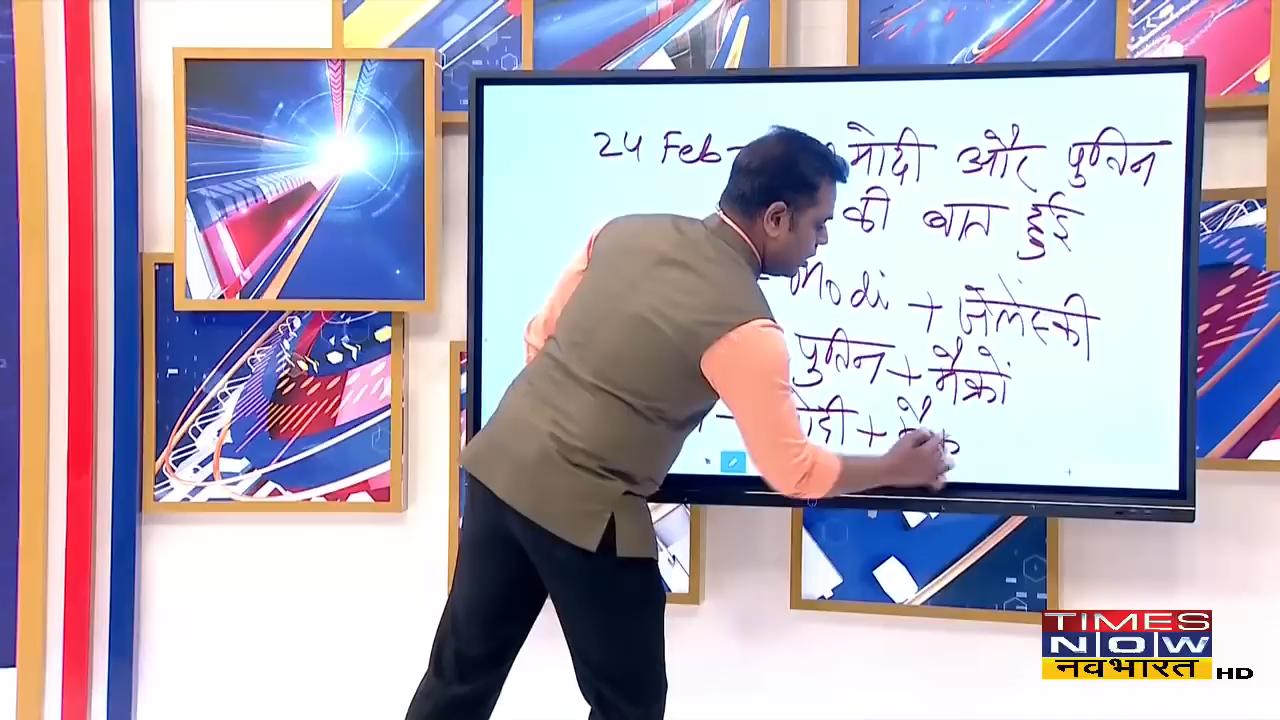 24 Feb - मोदी और पुतिन
की बात हुई
Modi + जेलेंस्की
पुतिन + मैक्रों
+
TIMES
NOW
नवभारत HD